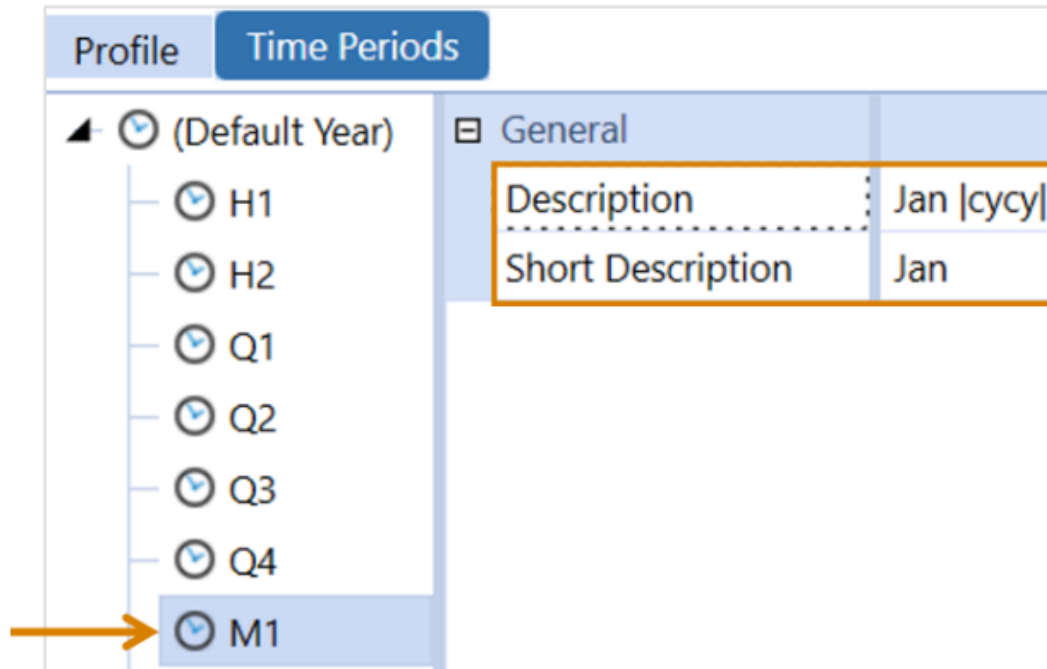 Profile Time Periods
(Default Year) General
H1 Description Jan |cycy|
H2 Short Description Jan
Q1
Q2
Q3
Q4
M1